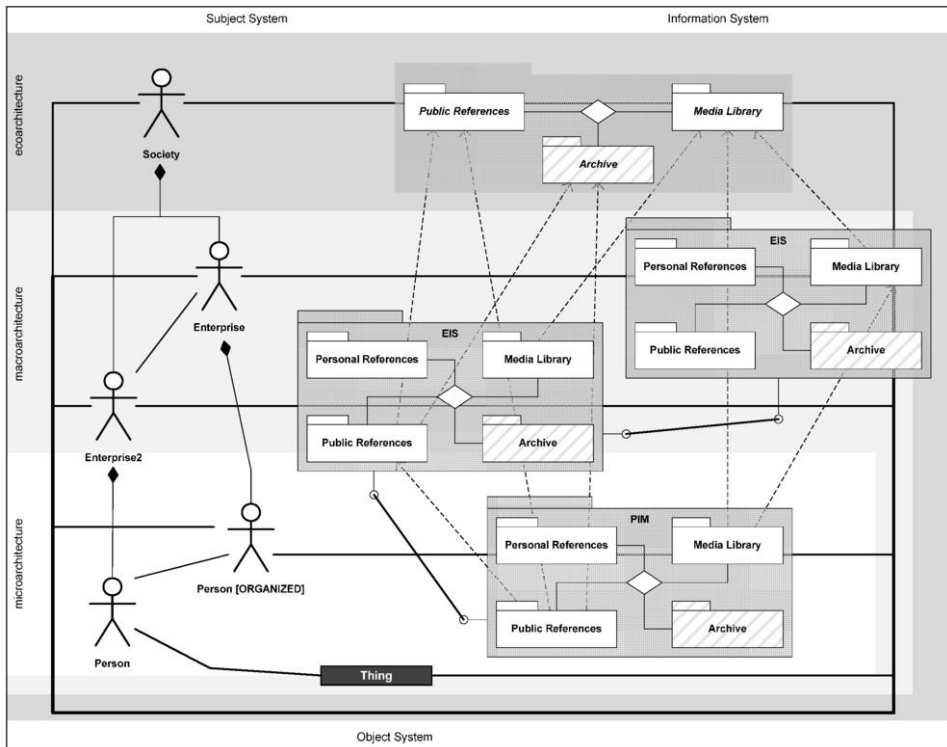 Subject System
Information System
ecoarchitecture
Public References
Media Library
Archive
Society
macroarchitecture
EIS
Personal References
Media Library
Public References
Archive
Enterprise
EIS
Personal References
Media Library
Public References
Archive
Enterprise2
microarchitecture
PIM
Personal References
Media Library
Public References
Archive
Person [ORGANIZED]
Person
Thing
Object System